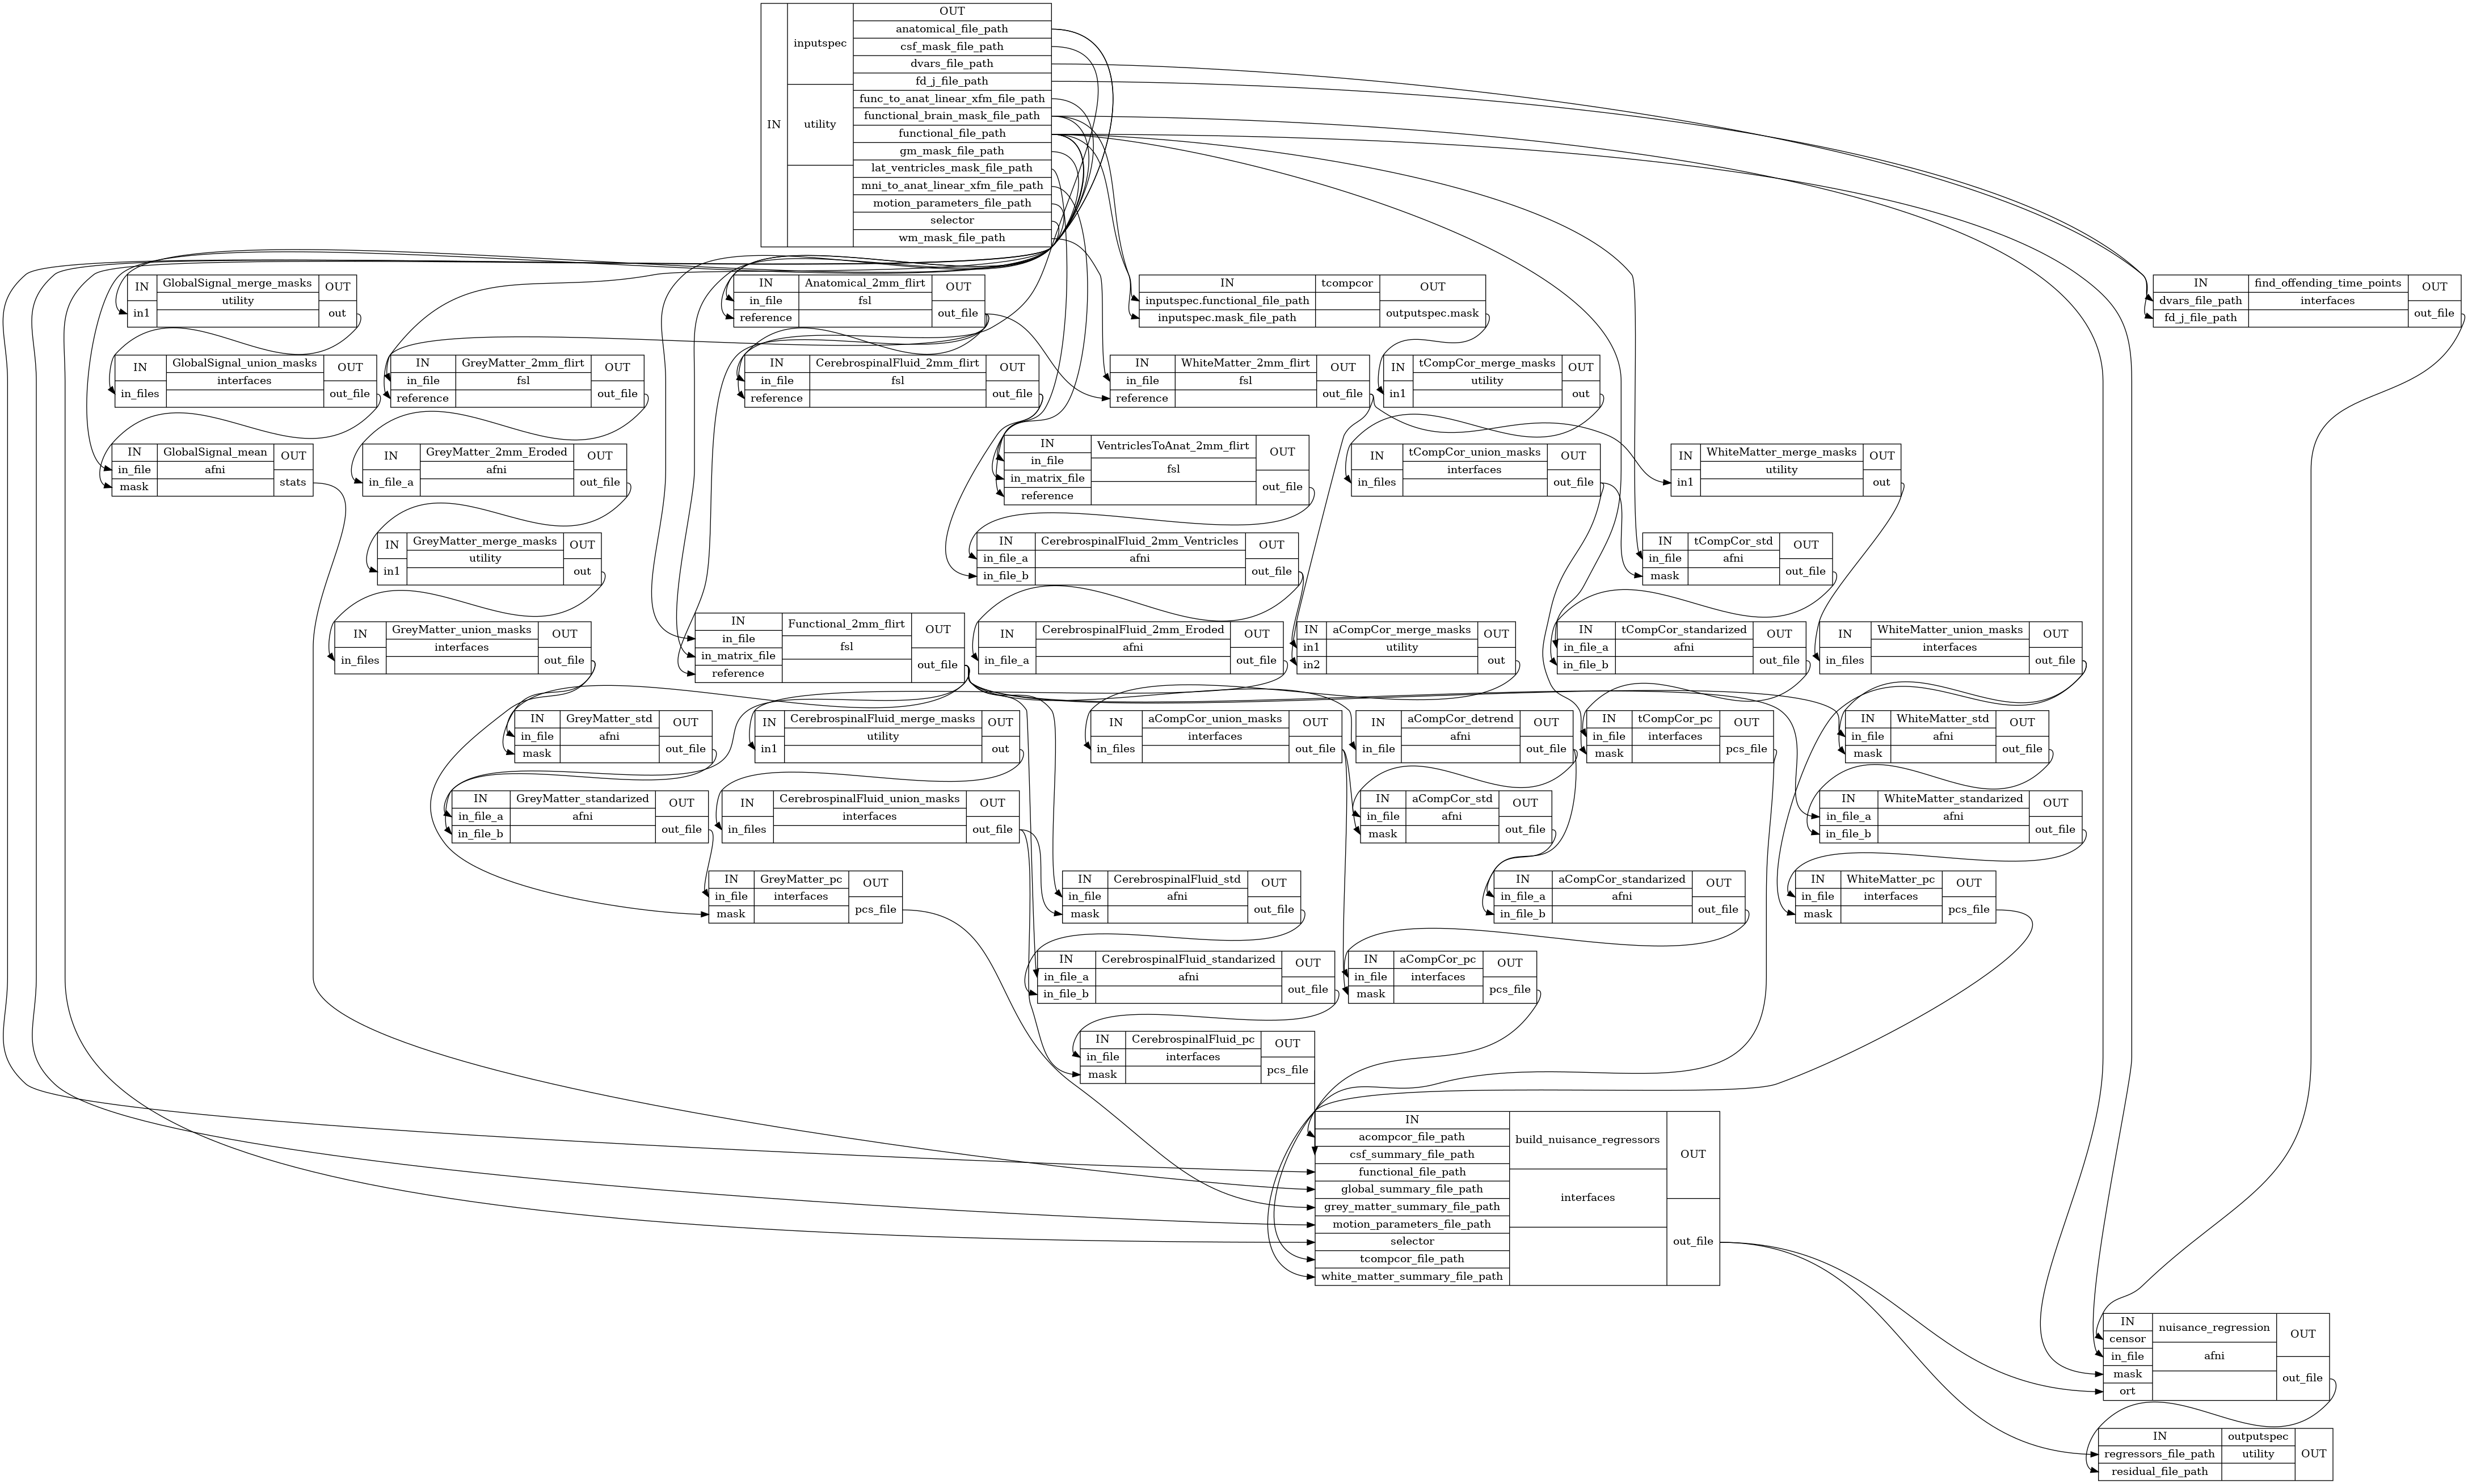 IN
inputspec
utility
OUT
anatomical_file_path
csf_mask_file_path
dvars_file_path
fd_j_file_path
func_to_anat_linear_xfm_file_path
functional_brain_mask_file_path
functional_file_path
gm_mask_file_path
lat_ventricles_mask_file_path
mni_to_anat_linear_xfm_file_path
motion_parameters_file_path
selector
wm_mask_file_path
IN
in1
GlobalSignal_merge_masks
utility
OUT
out
IN
in_file
reference
Anatomical_2mm_flirt
fsl
OUT
out_file
IN
inputspec.functional_file_path
inputspec.mask_file_path
tcompcor
OUT
outputspec.mask
IN
dvars_file_path
fd_j_file_path
find_offending_time_points
interfaces
OUT
out_file
IN
in_files
GlobalSignal_union_masks
interfaces
OUT
out_file
IN
in_file
reference
GreyMatter_2mm_flirt
fsl
OUT
out_file
IN
in_file
reference
CerebrospinalFluid_2mm_flirt
fsl
OUT
out_file
IN
in_file
reference
WhiteMatter_2mm_flirt
fsl
OUT
out_file
IN
in1
tCompCor_merge_masks
utility
OUT
out
IN
in_file
mask
GlobalSignal_mean
afni
OUT
stats
IN
in_file_a
GreyMatter_2mm_Eroded
afni
OUT
out_file
IN
in_file
in_matrix_file
reference
VentriclesToAnat_2mm_flirt
fsl
OUT
out_file
IN
in_files
tCompCor_union_masks
interfaces
OUT
out_file
IN
in1
WhiteMatter_merge_masks
utility
OUT
out
IN
in1
GreyMatter_merge_masks
utility
OUT
out
IN
in_file_a
in_file_b
CerebrospinalFluid_2mm_Ventricles
afni
OUT
out_file
IN
in_file
mask
tCompCor_std
afni
OUT
out_file
IN
in_files
GreyMatter_union_masks
interfaces
OUT
out_file
IN
in_file
in_matrix_file
reference
Functional_2mm_flirt
fsl
OUT
out_file
IN
in_file_a
CerebrospinalFluid_2mm_Eroded
afni
OUT
out_file
IN
in1
in2
aCompCor_merge_masks
utility
OUT
out
IN
in_file_a
in_file_b
tCompCor_standarized
afni
OUT
out_file
IN
in_files
WhiteMatter_union_masks
interfaces
OUT
out_file
IN
in_file
mask
GreyMatter_std
afni
OUT
out_file
IN
in1
CerebrospinalFluid_merge_masks
utility
OUT
out
IN
in_files
aCompCor_union_masks
interfaces
OUT
out_file
IN
in_file
aCompCor_detrend
afni
OUT
out_file
IN
in_file
mask
tCompCor_pc
interfaces
OUT
pcs_file
IN
in_file
mask
WhiteMatter_std
afni
OUT
out_file
IN
in_file_a
in_file_b
GreyMatter_standarized
afni
OUT
out_file
IN
in_files
CerebrospinalFluid_union_masks
interfaces
OUT
out_file
IN
in_file
mask
aCompCor_std
afni
OUT
out_file
IN
in_file_a
in_file_b
WhiteMatter_standarized
afni
OUT
out_file
IN
in_file
mask
GreyMatter_pc
interfaces
OUT
pcs_file
IN
in_file
mask
CerebrospinalFluid_std
afni
OUT
out_file
IN
in_file_a
in_file_b
aCompCor_standarized
afni
OUT
out_file
IN
in_file
mask
WhiteMatter_pc
interfaces
OUT
pcs_file
IN
in_file_a
in_file_b
CerebrospinalFluid_standarized
afni
OUT
out_file
IN
in_file
mask
aCompCor_pc
interfaces
OUT
pcs_file
IN
in_file
mask
CerebrospinalFluid_pc
interfaces
OUT
pcs_file
IN
acompcor_file_path
csf_summary_file_path
functional_file_path
global_summary_file_path
grey_matter_summary_file_path
motion_parameters_file_path
selector
tcompcor_file_path
white_matter_summary_file_path
build_nuisance_regressors
interfaces
OUT
out_file
IN
censor
in_file
mask
ort
nuisance_regression
afni
OUT
out_file
IN
regressors_file_path
residual_file_path
outputspec
utility
OUT